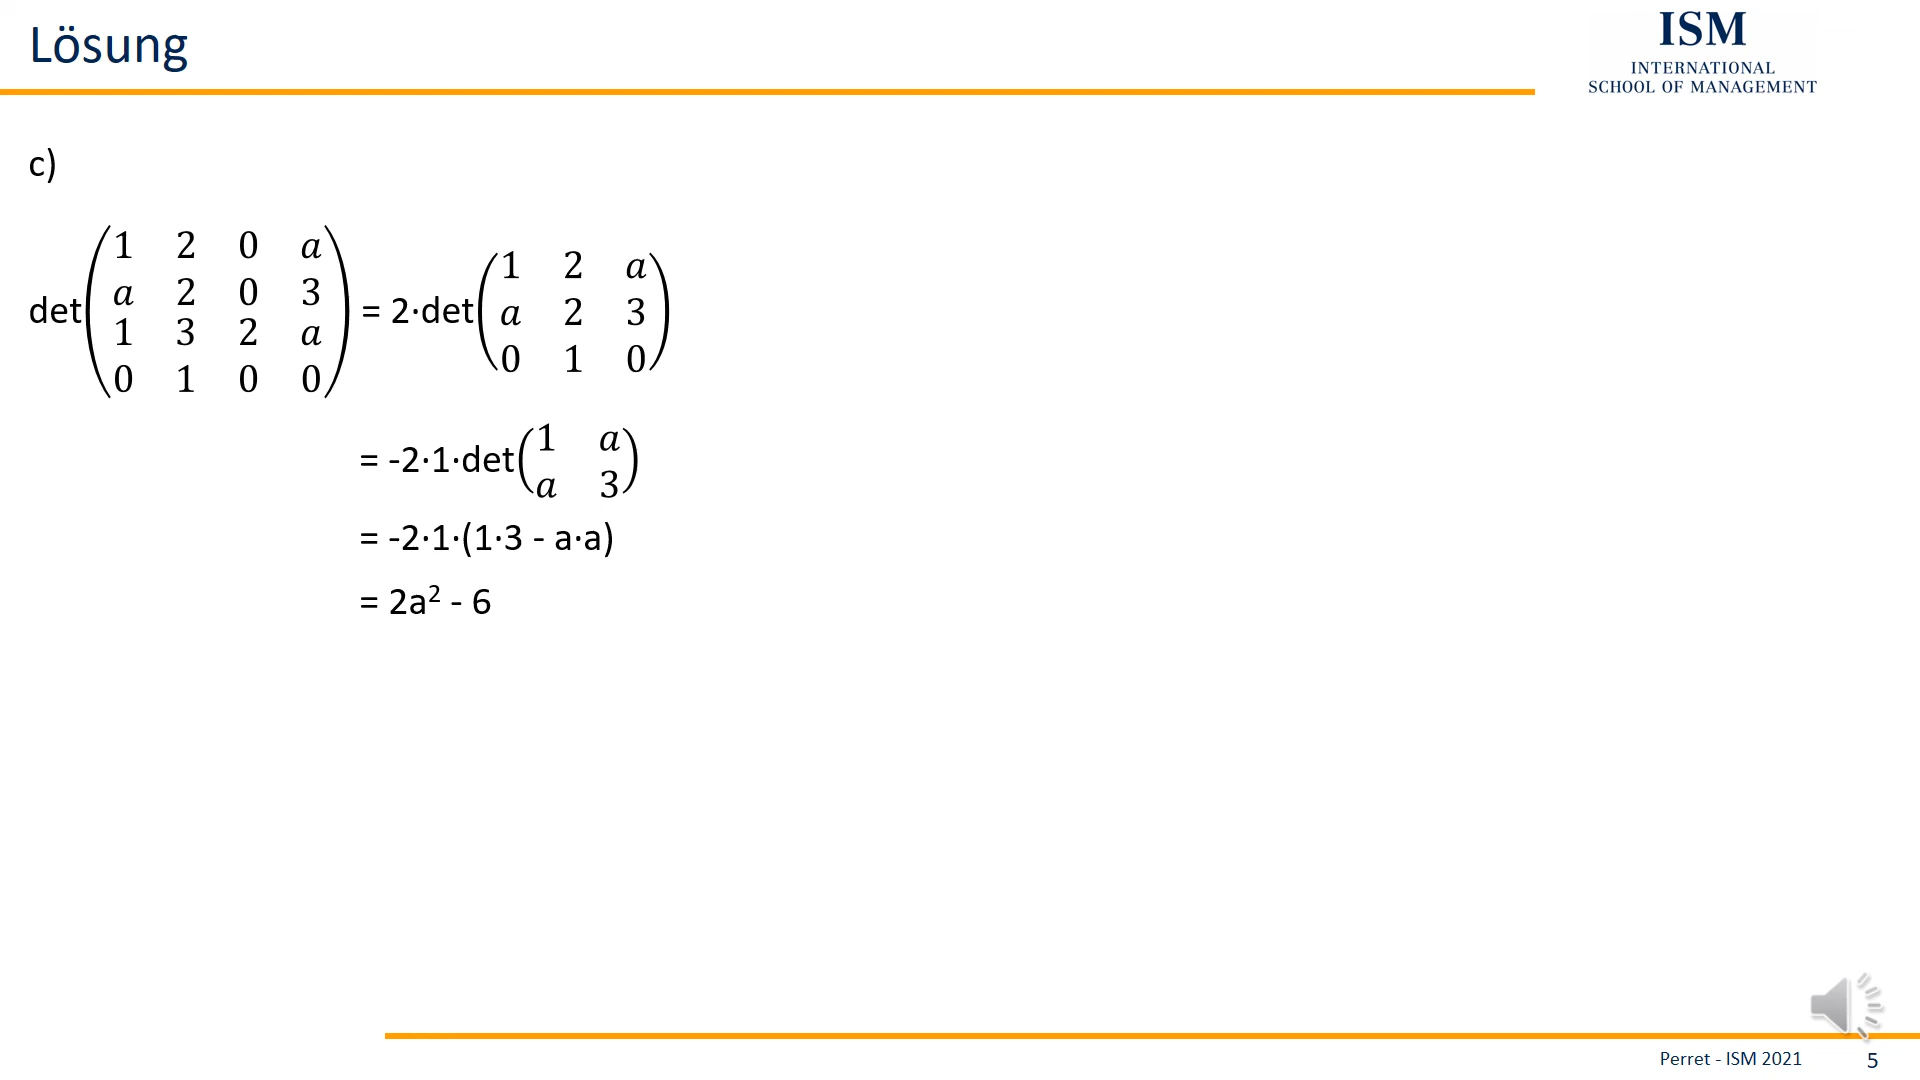 Lösung
ISM
INTERNATIONAL
SCHOOL OF MANAGEMENT
c)
det(1 2 0 a
a 2 0 3
1 3 2 a
0 1 0 0) = 2·det(1 2 a
a 2 3
0 1 0)
= -2·1·det(1 a
a 3)
= -2·1·(1·3 - a·a)
= 2a² - 6
Perret - ISM 2021
5